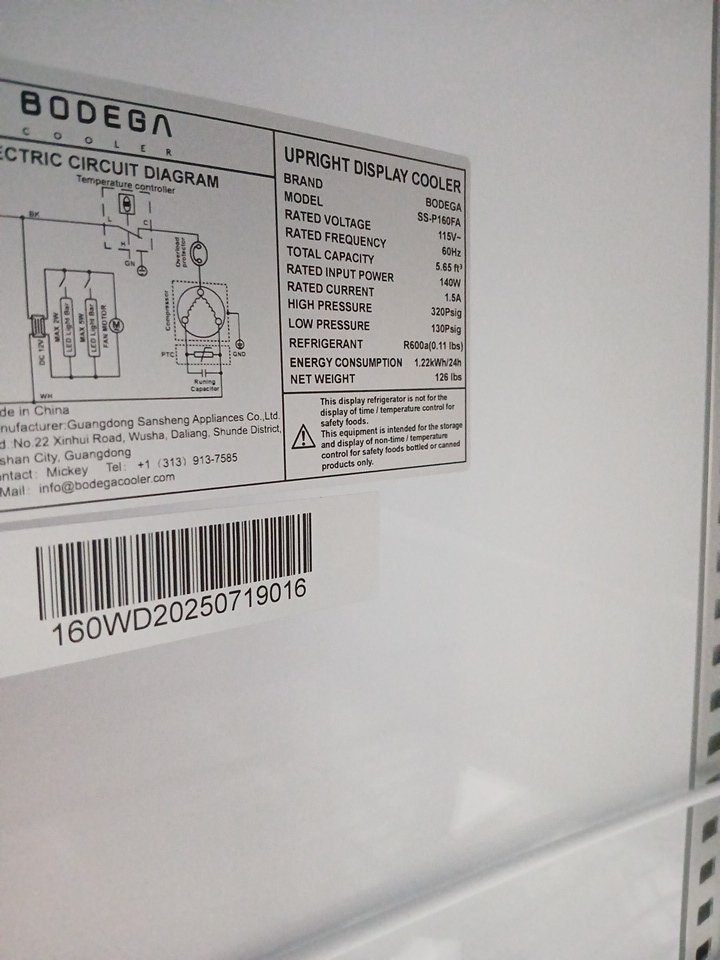 BODEGA
COOLER
ECTRIC CIRCUIT DIAGRAM
Temperature controller
BK
L
C
H
GN
Overload protector
Compressor
MAX 2W
LED Light Bar
MAX 5W
LED Light Bar
FAN MOTOR
M
DC 12V
PTC
GND
Runing
Capacitor
WH
de in China
nufacturer:Guangdong Sansheng Appliances Co.,Ltd.
d :No.22 Xinhui Road, Wusha, Daliang, Shunde District,
shan City, Guangdong
ntact: Mickey Tel: +1 (313) 913-7585
Mail: info@bodegacooler.com
UPRIGHT DISPLAY COOLER
BRAND BODEGA
MODEL SS-P160FA
RATED VOLTAGE 115V~
RATED FREQUENCY 60Hz
TOTAL CAPACITY 5.65 ft³
RATED INPUT POWER 140W
RATED CURRENT 1.5A
HIGH PRESSURE 320Psig
LOW PRESSURE 130Psig
REFRIGERANT R600a(0.11 lbs)
ENERGY CONSUMPTION 1.22kWh/24h
NET WEIGHT 126 lbs
This display refrigerator is not for the
display of time / temperature control for
safety foods.
This equipment is intended for the storage
and display of non-time / temperature
control for safety foods bottled or canned
products only.
160WD20250719016